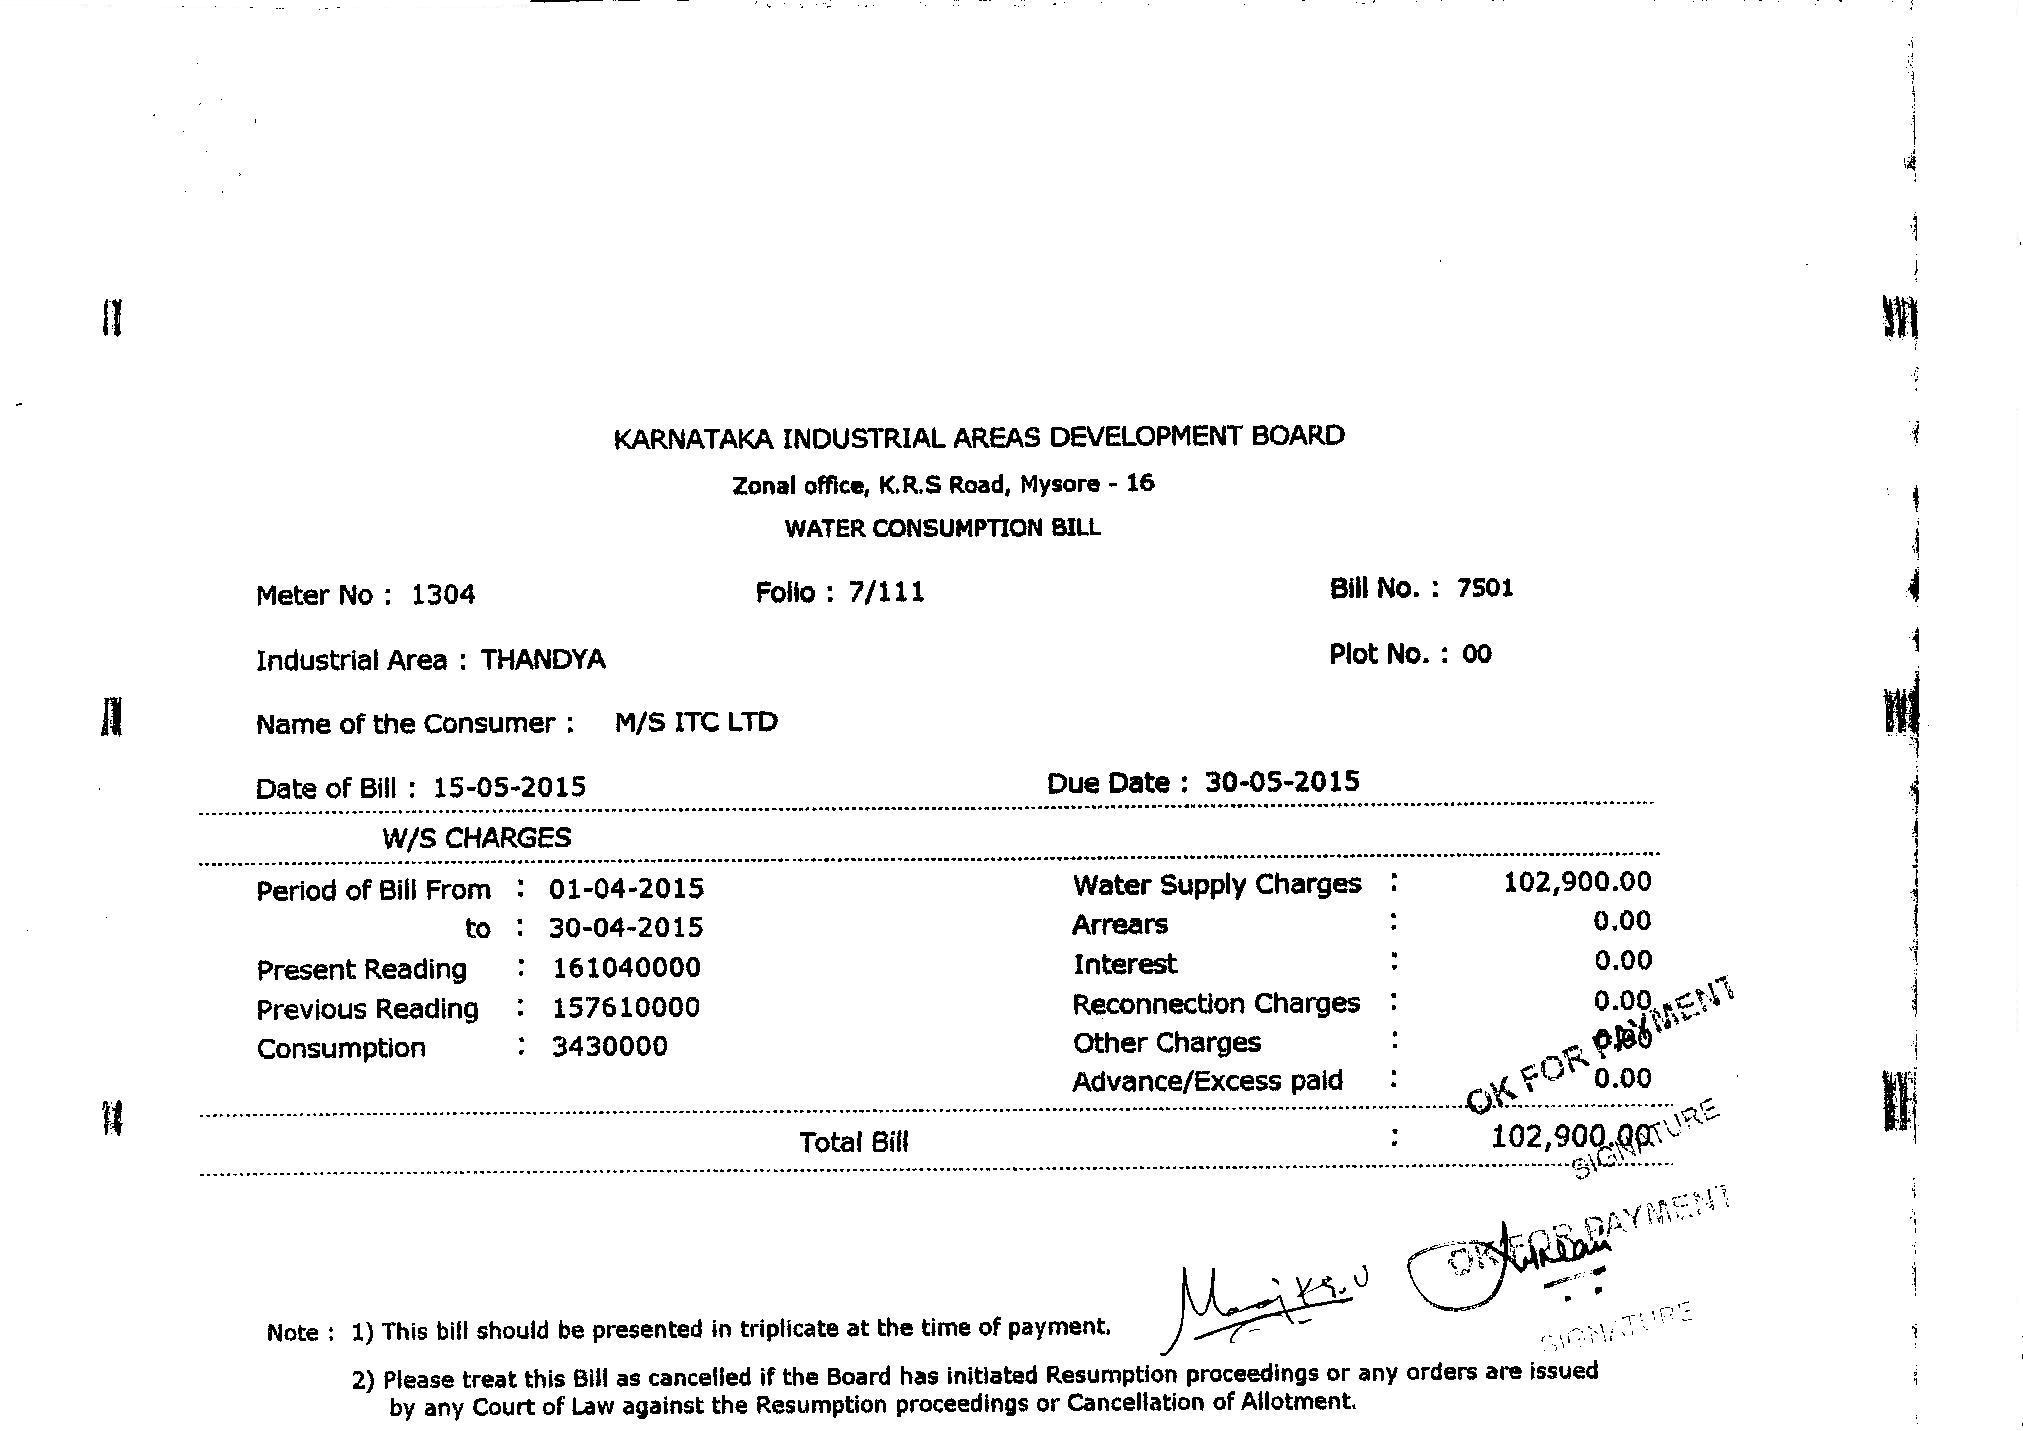 KARNATAKA INDUSTRIAL AREAS DEVELOPMENT BOARD
Zonal office, K.R.S Road, Mysore - 16
WATER CONSUMPTION BILL
Meter No : 1304 Folio : 7/111 Bill No. : 7501
Industrial Area : THANDYA Plot No. : 00
Name of the Consumer : M/S ITC LTD
Date of Bill : 15-05-2015 Due Date : 30-05-2015
W/S CHARGES
Period of Bill From : 01-04-2015 Water Supply Charges : 102,900.00
to : 30-04-2015 Arrears : 0.00
Present Reading : 161040000 Interest : 0.00
Previous Reading : 157610000 Reconnection Charges : 0.00
Consumption : 3430000 Other Charges : 0.00
Advance/Excess paid : 0.00
OK FOR PAYMENT
Total Bill : 102,900.00
SIGNATURE
OK FOR PAYMENT
SIGNATURE
Note : 1) This bill should be presented in triplicate at the time of payment.
2) Please treat this Bill as cancelled if the Board has initiated Resumption proceedings or any orders are issued
by any Court of Law against the Resumption proceedings or Cancellation of Allotment.